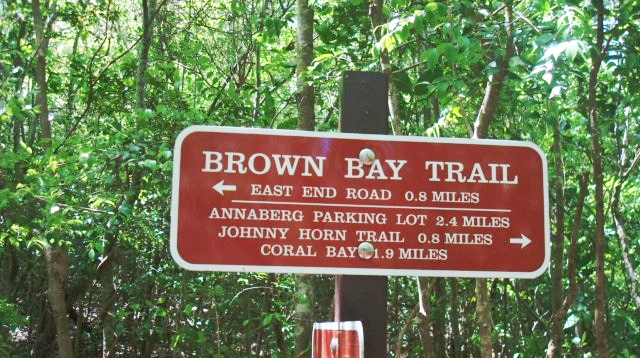 BROWN BAY TRAIL
← EAST END ROAD 0.8 MILES
ANNABERG PARKING LOT 2.4 MILES
JOHNNY HORN TRAIL 0.8 MILES →
CORAL BAY 1.9 MILES